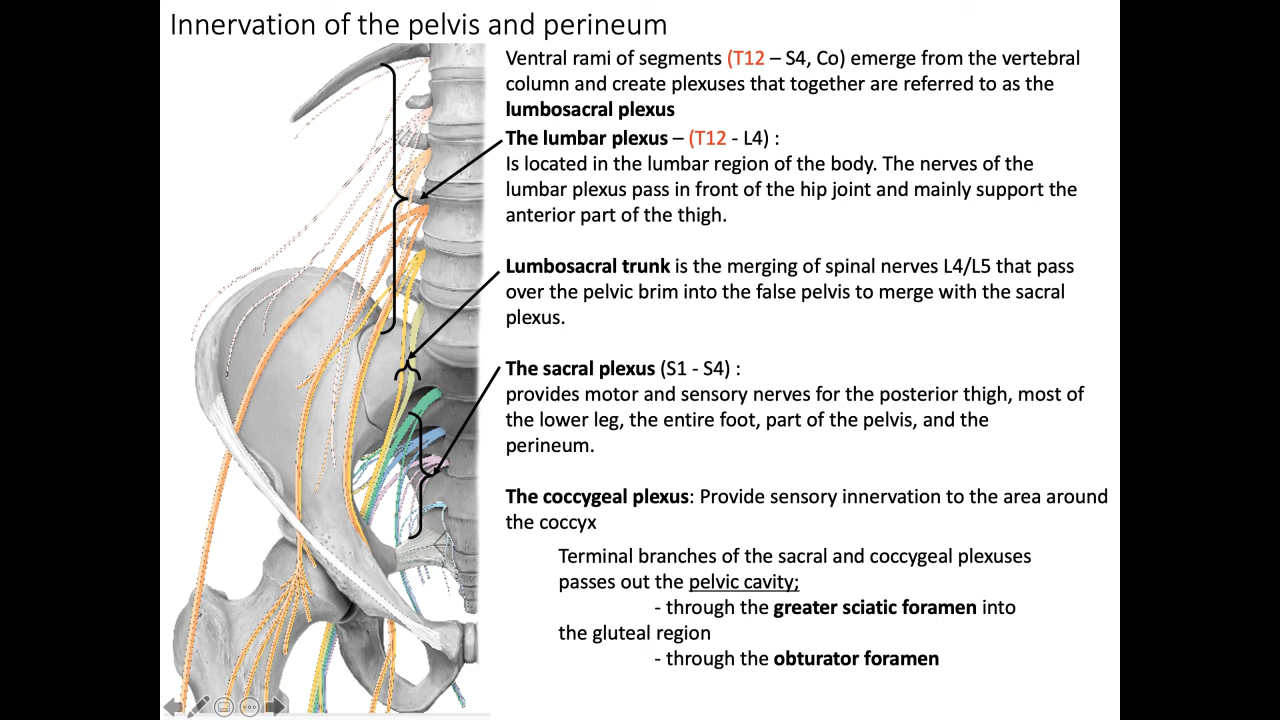 Innervation of the pelvis and perineum
Ventral rami of segments (T12 – S4, Co) emerge from the vertebral
column and create plexuses that together are referred to as the
lumbosacral plexus
The lumbar plexus – (T12 - L4) :
Is located in the lumbar region of the body. The nerves of the
lumbar plexus pass in front of the hip joint and mainly support the
anterior part of the thigh.
Lumbosacral trunk is the merging of spinal nerves L4/L5 that pass
over the pelvic brim into the false pelvis to merge with the sacral
plexus.
The sacral plexus (S1 - S4) :
provides motor and sensory nerves for the posterior thigh, most of
the lower leg, the entire foot, part of the pelvis, and the
perineum.
The coccygeal plexus: Provide sensory innervation to the area around
the coccyx
Terminal branches of the sacral and coccygeal plexuses
passes out the pelvic cavity;
- through the greater sciatic foramen into
the gluteal region
- through the obturator foramen